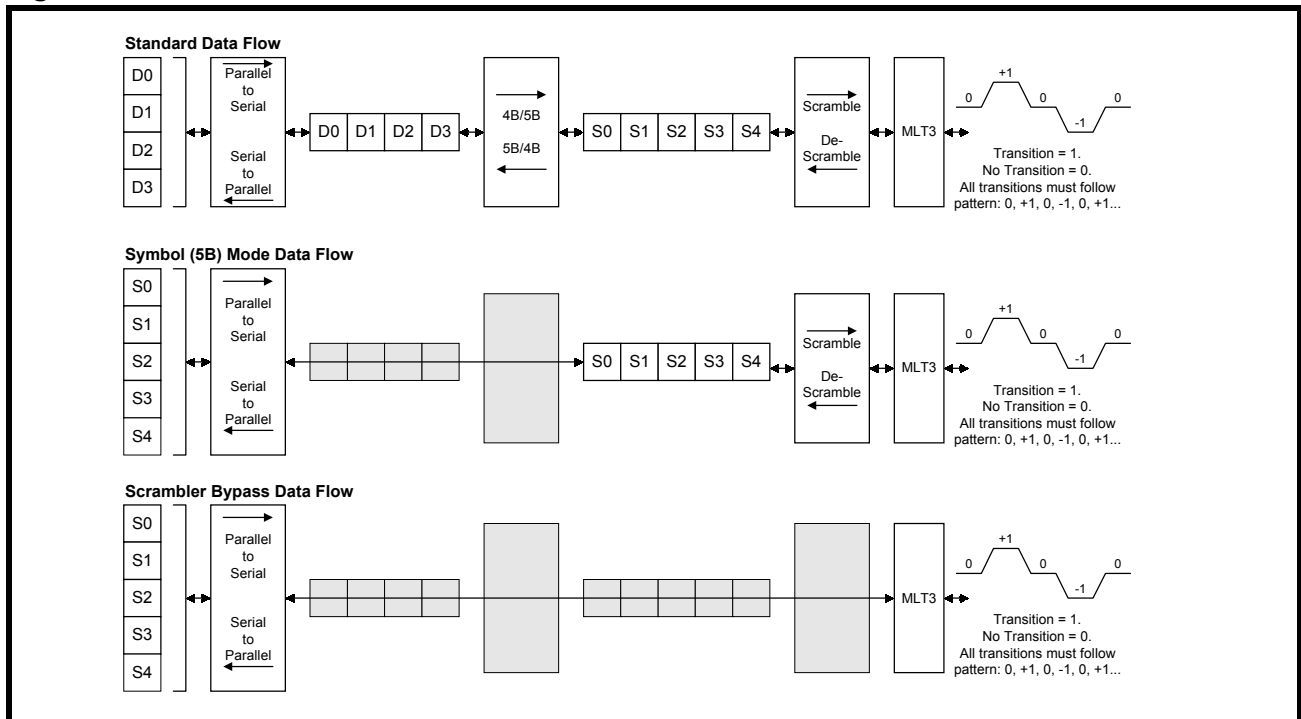 Standard Data Flow
D0
D1
D2
D3
Parallel
to
Serial
Serial
to
Parallel
D0 D1 D2 D3
4B/5B
5B/4B
S0 S1 S2 S3 S4
Scramble
De-
Scramble
MLT3
0 +1 0 -1 0
Transition = 1.
No Transition = 0.
All transitions must follow
pattern: 0, +1, 0, -1, 0, +1...
Symbol (5B) Mode Data Flow
S0
S1
S2
S3
S4
Parallel
to
Serial
Serial
to
Parallel
S0 S1 S2 S3 S4
Scramble
De-
Scramble
MLT3
0 +1 0 -1 0
Transition = 1.
No Transition = 0.
All transitions must follow
pattern: 0, +1, 0, -1, 0, +1...
Scrambler Bypass Data Flow
S0
S1
S2
S3
S4
Parallel
to
Serial
Serial
to
Parallel
MLT3
0 +1 0 -1 0
Transition = 1.
No Transition = 0.
All transitions must follow
pattern: 0, +1, 0, -1, 0, +1...